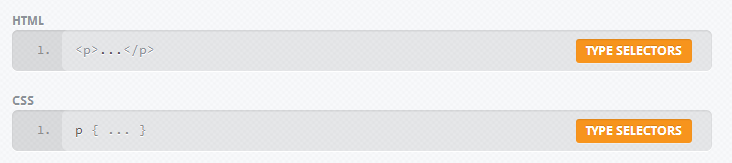 HTML
1. <p>...</p> TYPE SELECTORS
CSS
1. p { ... } TYPE SELECTORS